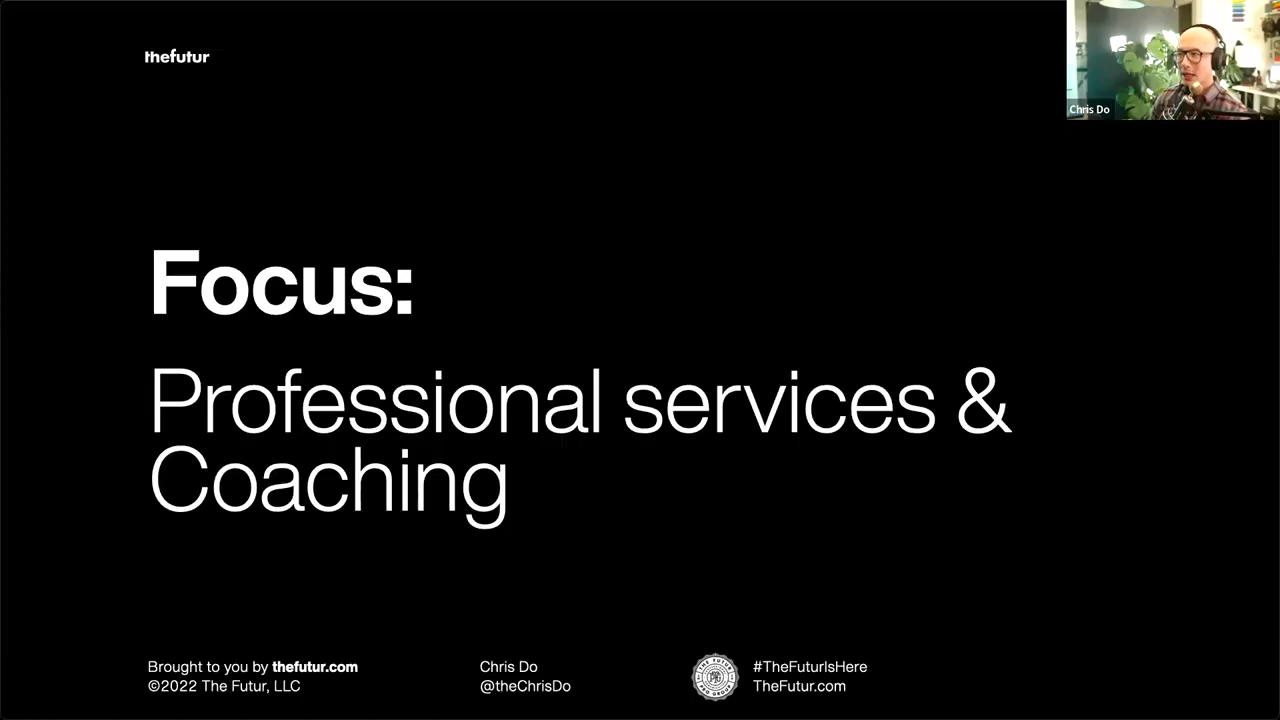 thefutur
Chris Do
Focus:
Professional services &
Coaching
Brought to you by thefutur.com
©2022 The Futur, LLC
Chris Do
@theChrisDo
#TheFuturIsHere
TheFutur.com